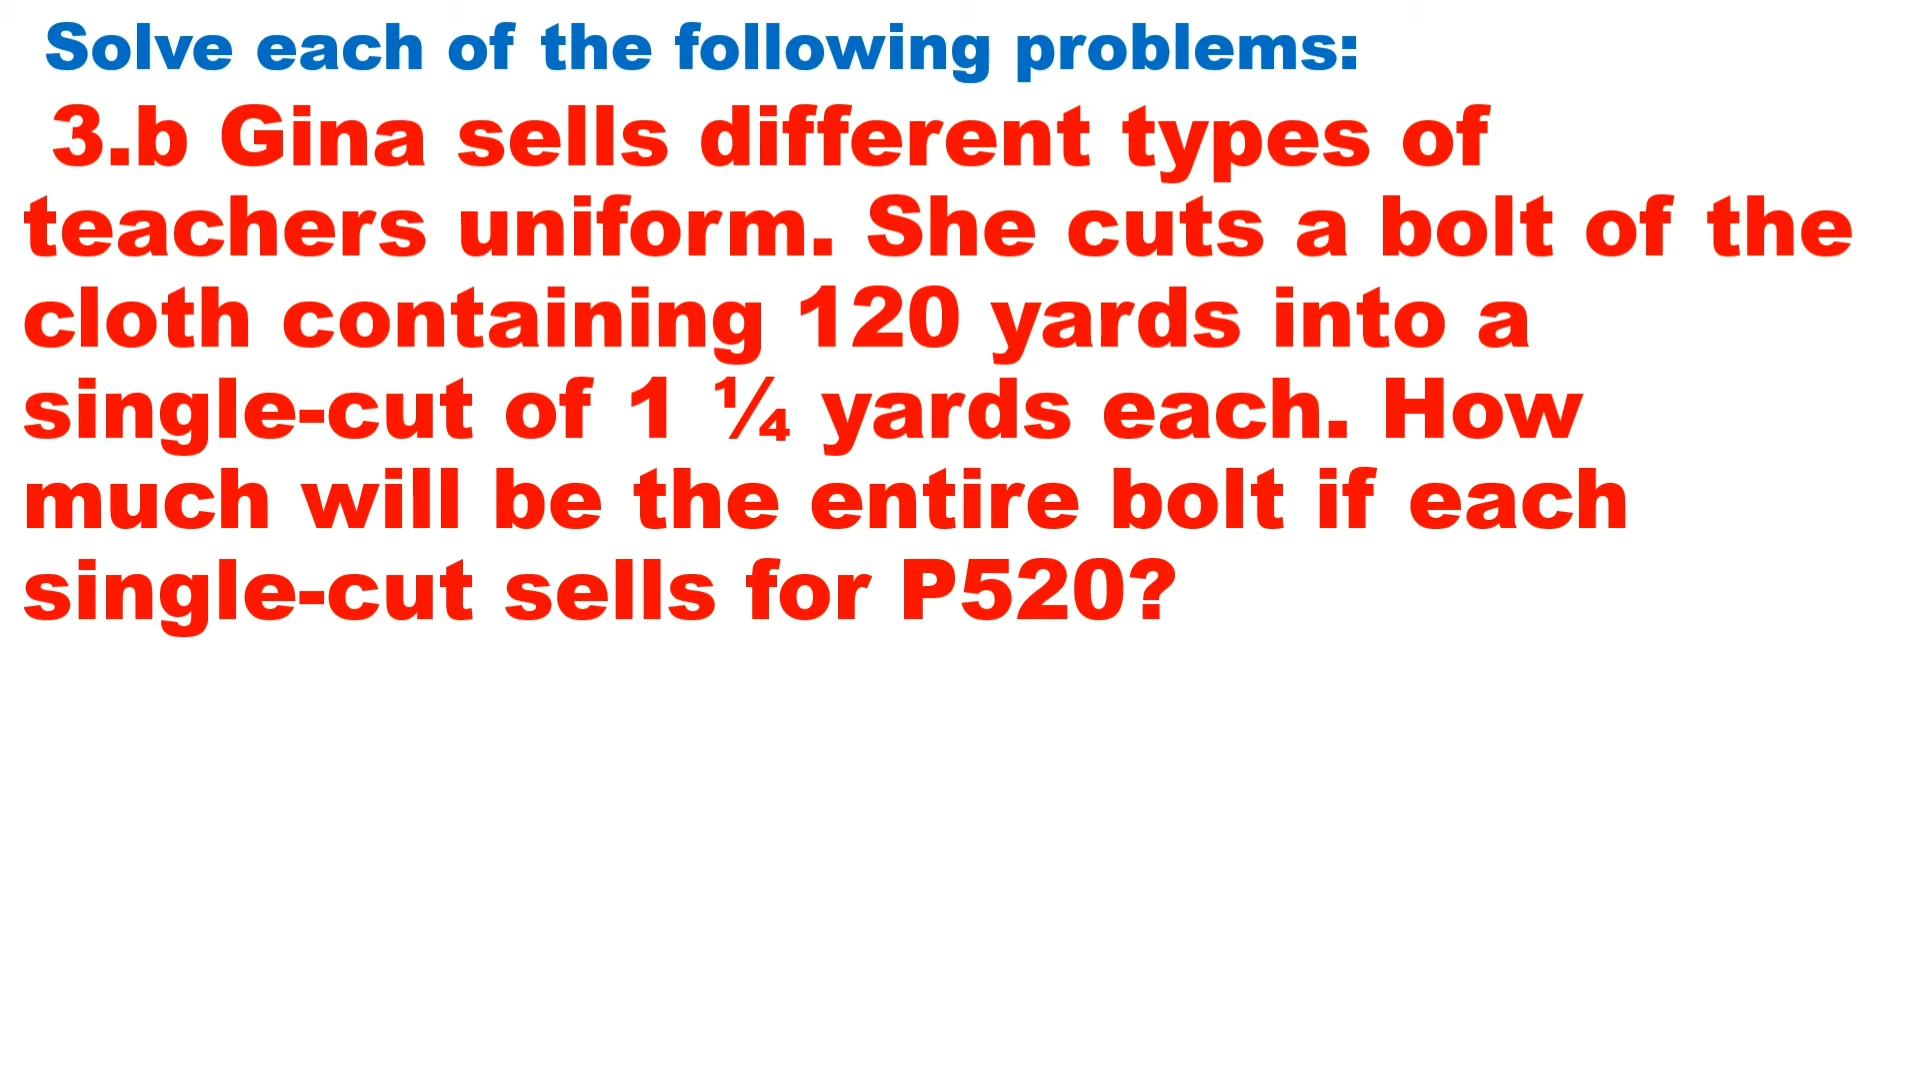 Solve each of the following problems:
3.b Gina sells different types of
teachers uniform. She cuts a bolt of the
cloth containing 120 yards into a
single-cut of 1 ¼ yards each. How
much will be the entire bolt if each
single-cut sells for P520?